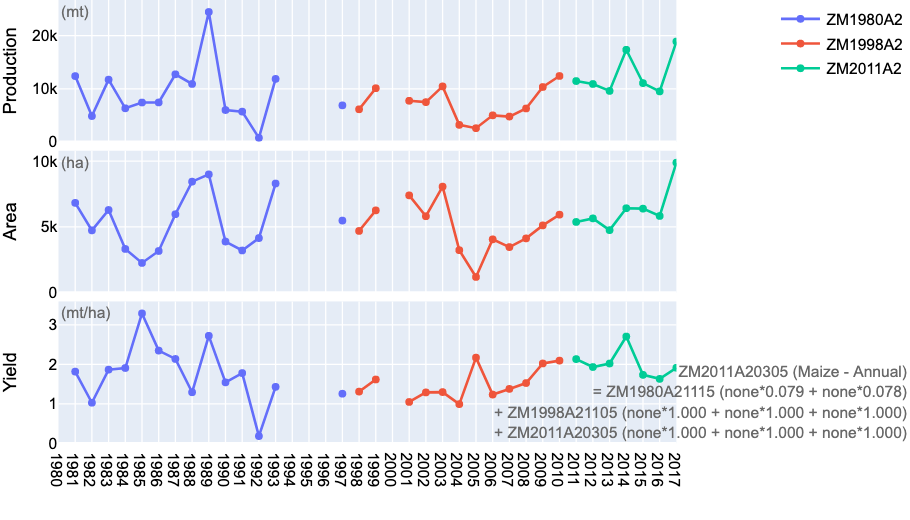 (mt)
Production
20k
10k
0
ZM1980A2
ZM1998A2
ZM2011A2
(ha)
Area
10k
5k
0
(mt/ha)
Yield
3
2
1
0
ZM2011A20305 (Maize - Annual)
= ZM1980A21115 (none*0.079 + none*0.078)
+ ZM1998A21105 (none*1.000 + none*1.000 + none*1.000)
+ ZM2011A20305 (none*1.000 + none*1.000 + none*1.000)
1980
1981
1982
1983
1984
1985
1986
1987
1988
1989
1990
1991
1992
1993
1994
1995
1996
1997
1998
1999
2000
2001
2002
2003
2004
2005
2006
2007
2008
2009
2010
2011
2012
2013
2014
2015
2016
2017